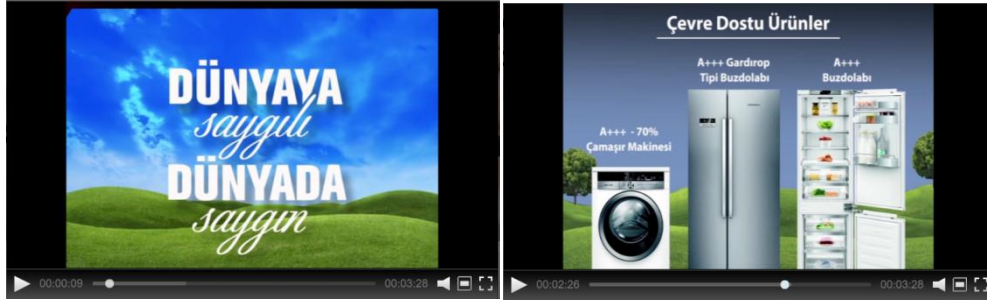 DÜNYAYA
saygılı
DÜNYADA
saygın
00:00:09
00:03:28
Çevre Dostu Ürünler
A+++ Gardırop
Tipi Buzdolabı
A+++
Buzdolabı
A+++ - 70%
Çamaşır Makinesi
00:02:26
00:03:28